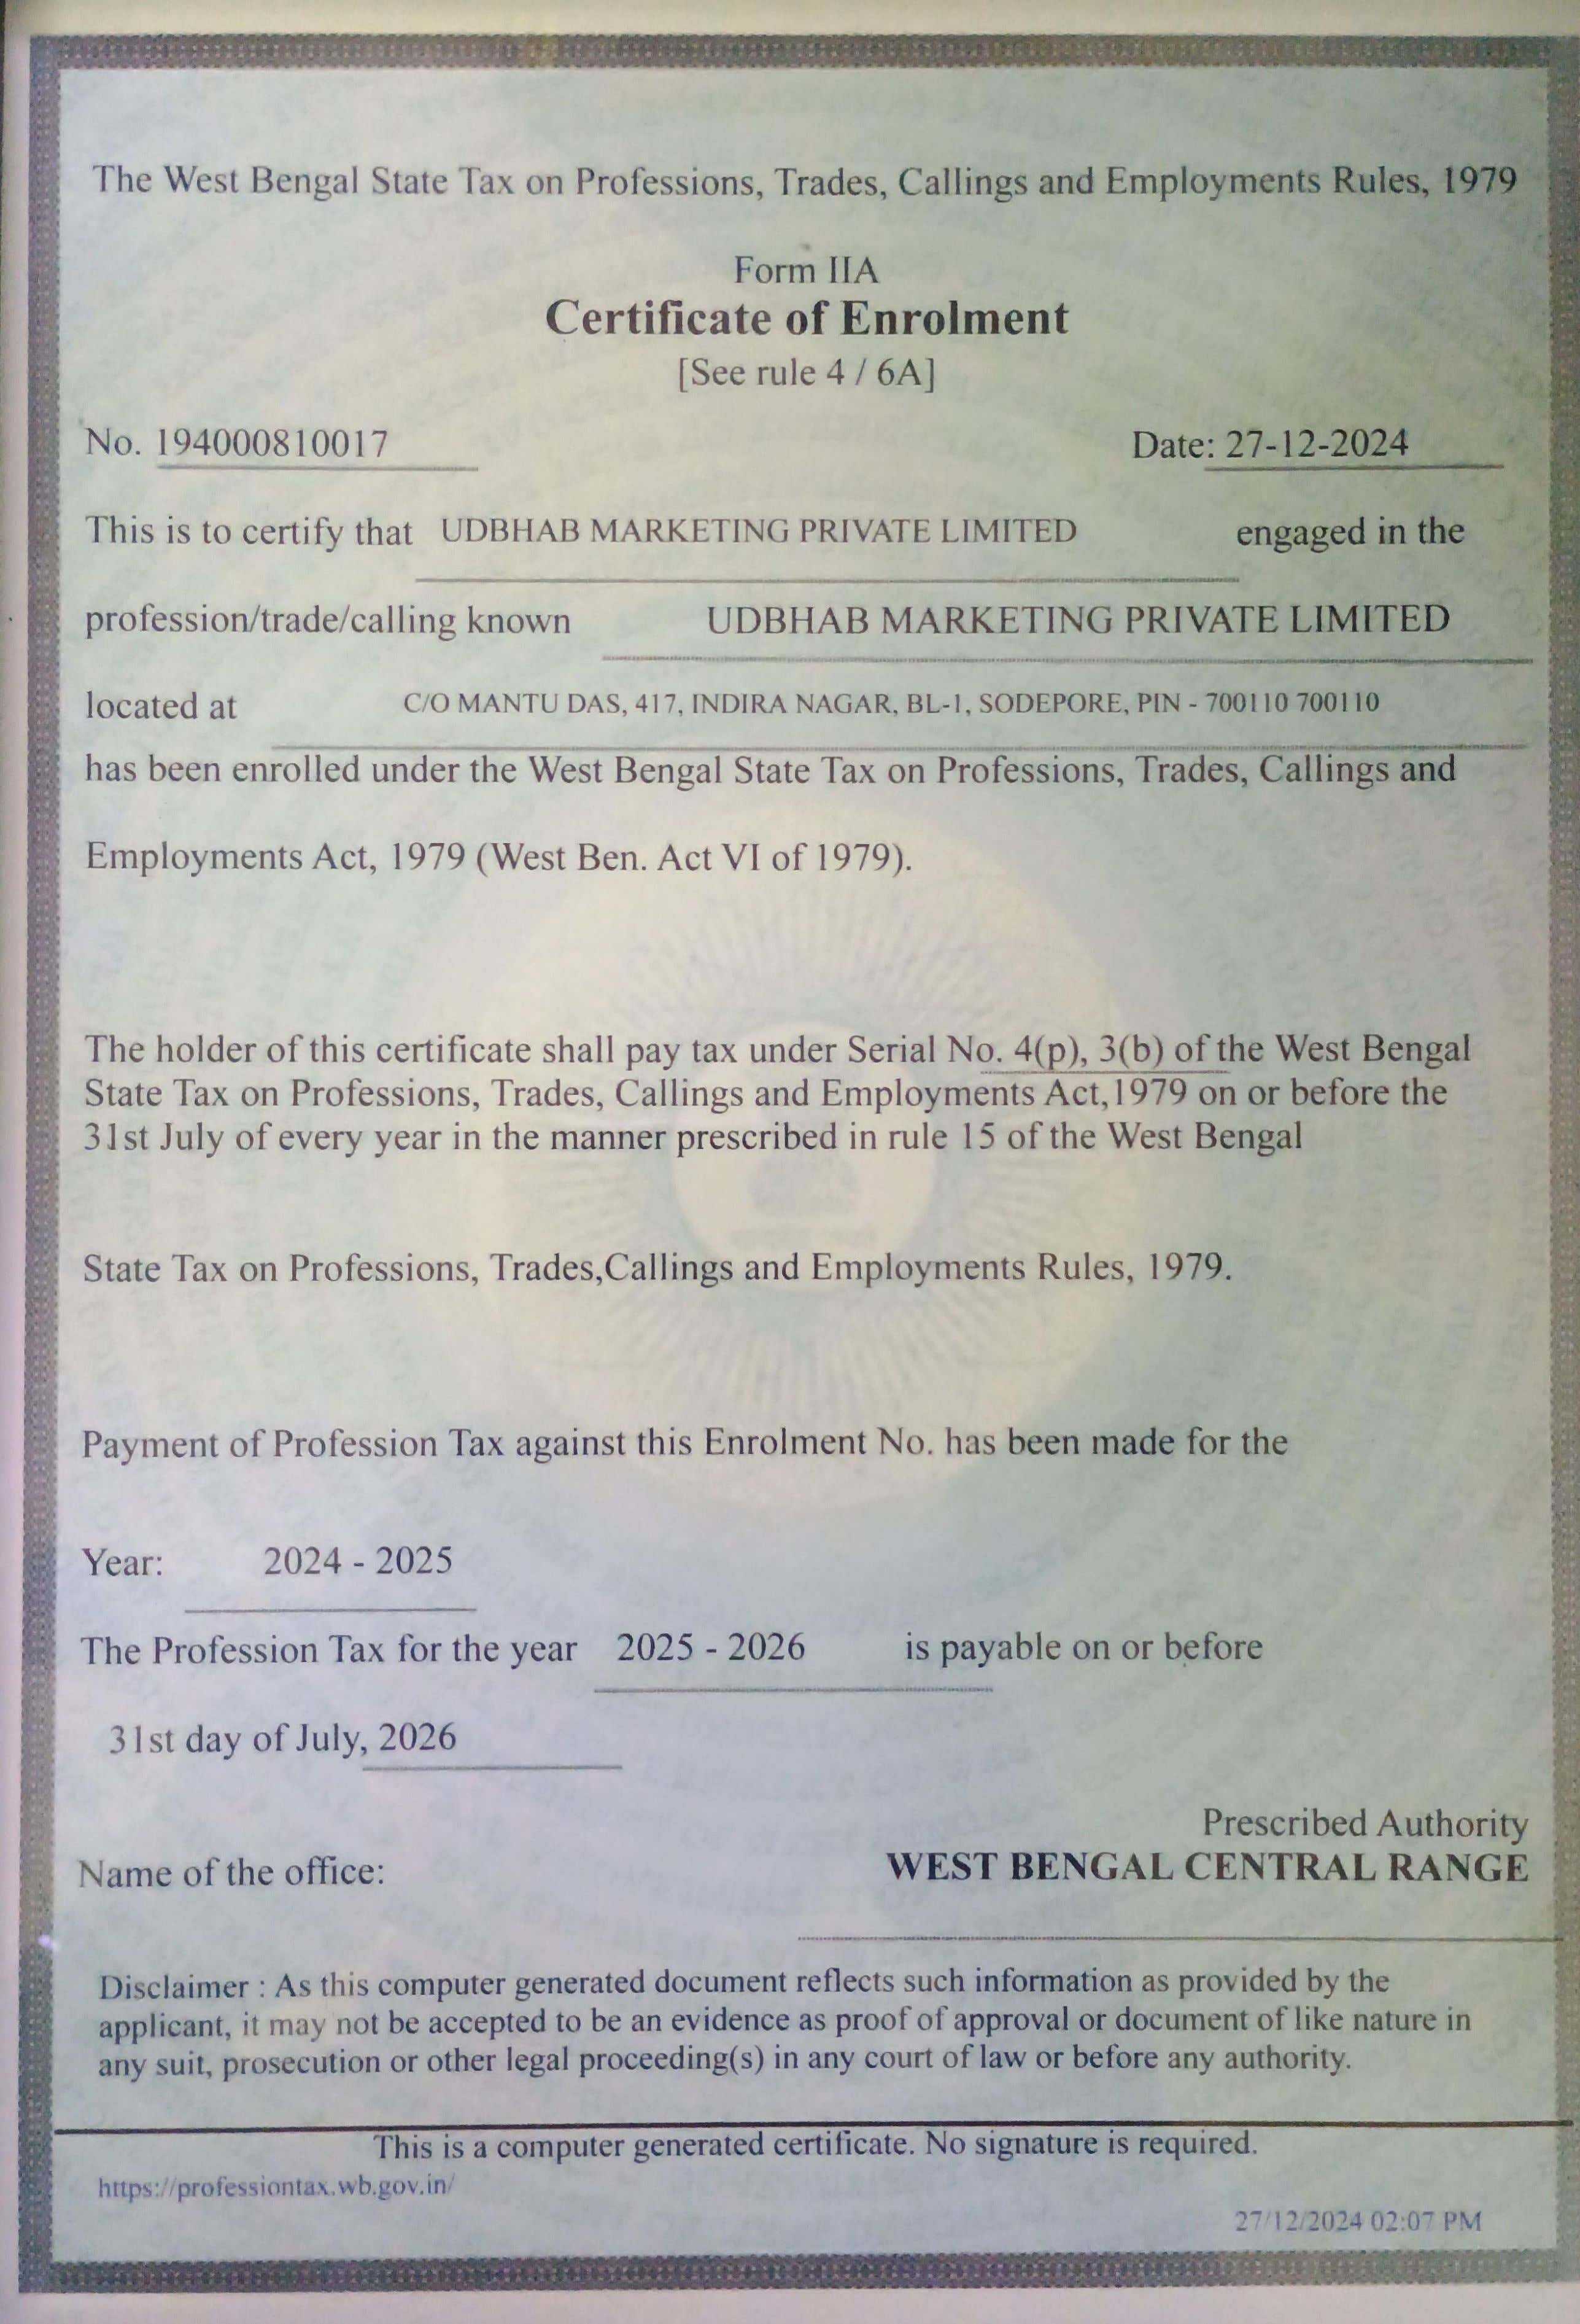 The West Bengal State Tax on Professions, Trades, Callings and Employments Rules, 1979
Form IIA
Certificate of Enrolment
[See rule 4 / 6A]
No. 194000810017 Date: 27-12-2024
This is to certify that UDBHAB MARKETING PRIVATE LIMITED engaged in the
profession/trade/calling known UDBHAB MARKETING PRIVATE LIMITED
located at C/O MANTU DAS, 417, INDIRA NAGAR, BL-1, SODEPORE, PIN - 700110 700110
has been enrolled under the West Bengal State Tax on Professions, Trades, Callings and
Employments Act, 1979 (West Ben. Act VI of 1979).
The holder of this certificate shall pay tax under Serial No. 4(p), 3(b) of the West Bengal
State Tax on Professions, Trades, Callings and Employments Act,1979 on or before the
31st July of every year in the manner prescribed in rule 15 of the West Bengal
State Tax on Professions, Trades,Callings and Employments Rules, 1979.
Payment of Profession Tax against this Enrolment No. has been made for the
Year: 2024 - 2025
The Profession Tax for the year 2025 - 2026 is payable on or before
31st day of July, 2026
Prescribed Authority
Name of the office: WEST BENGAL CENTRAL RANGE
Disclaimer : As this computer generated document reflects such information as provided by the
applicant, it may not be accepted to be an evidence as proof of approval or document of like nature in
any suit, prosecution or other legal proceeding(s) in any court of law or before any authority.
This is a computer generated certificate. No signature is required.
https://professiontax.wb.gov.in/
27/12/2024 02:07 PM